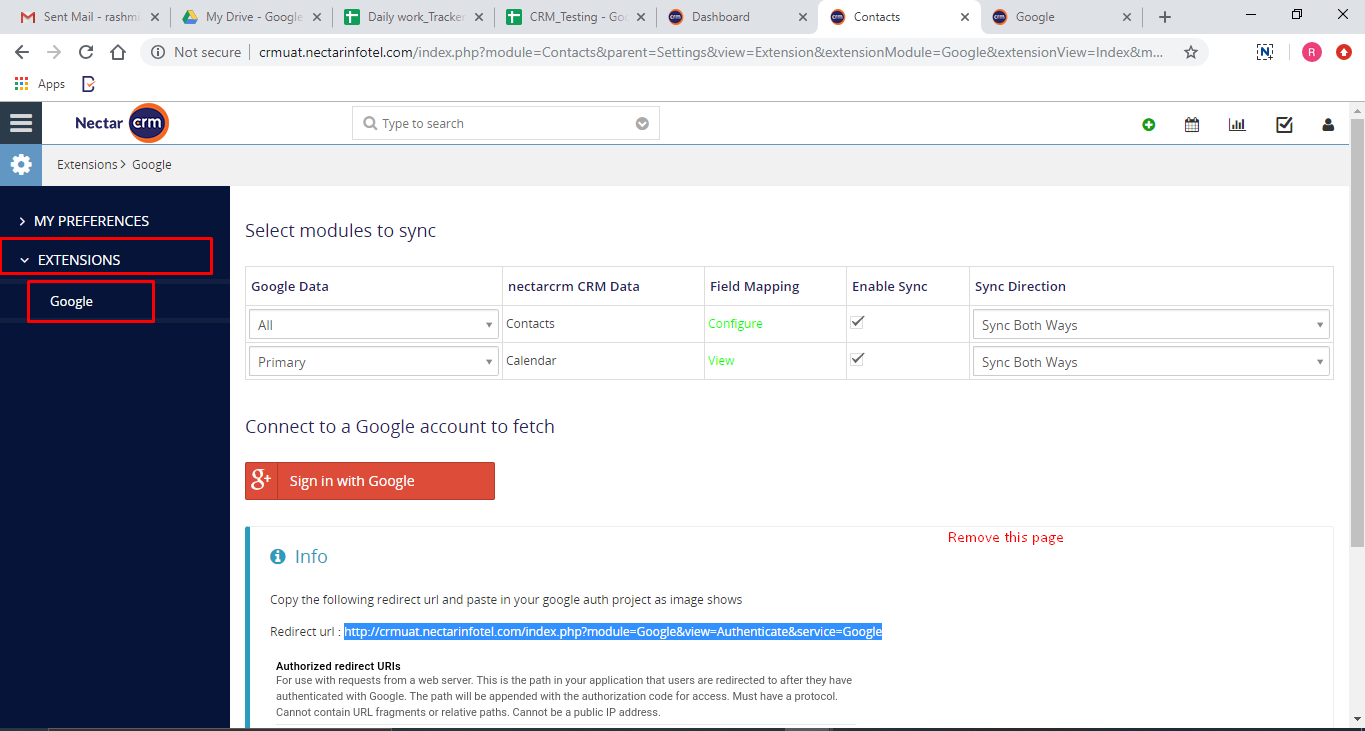 Sent Mail - rashmi
My Drive - Google
Daily work_Tracker
CRM_Testing - Goo
Dashboard
Contacts
Google
Not secure
crmuat.nectarinfotel.com/index.php?module=Contacts&parent=Settings&view=Extension&extensionModule=Google&extensionView=Index&m...
N
R
Apps
Nectar crm
Type to search
Extensions > Google
MY PREFERENCES
EXTENSIONS
Google
Select modules to sync
Google Data nectarcrm CRM Data Field Mapping Enable Sync Sync Direction
All Contacts Configure Sync Both Ways
Primary Calendar View Sync Both Ways
Connect to a Google account to fetch
g+ Sign in with Google
Remove this page
Info
Copy the following redirect url and paste in your google auth project as image shows
Redirect url : http://crmuat.nectarinfotel.com/index.php?module=Google&view=Authenticate&service=Google
Authorized redirect URIs
For use with requests from a web server. This is the path in your application that users are redirected to after they have
authenticated with Google. The path will be appended with the authorization code for access. Must have a protocol.
Cannot contain URL fragments or relative paths. Cannot be a public IP address.